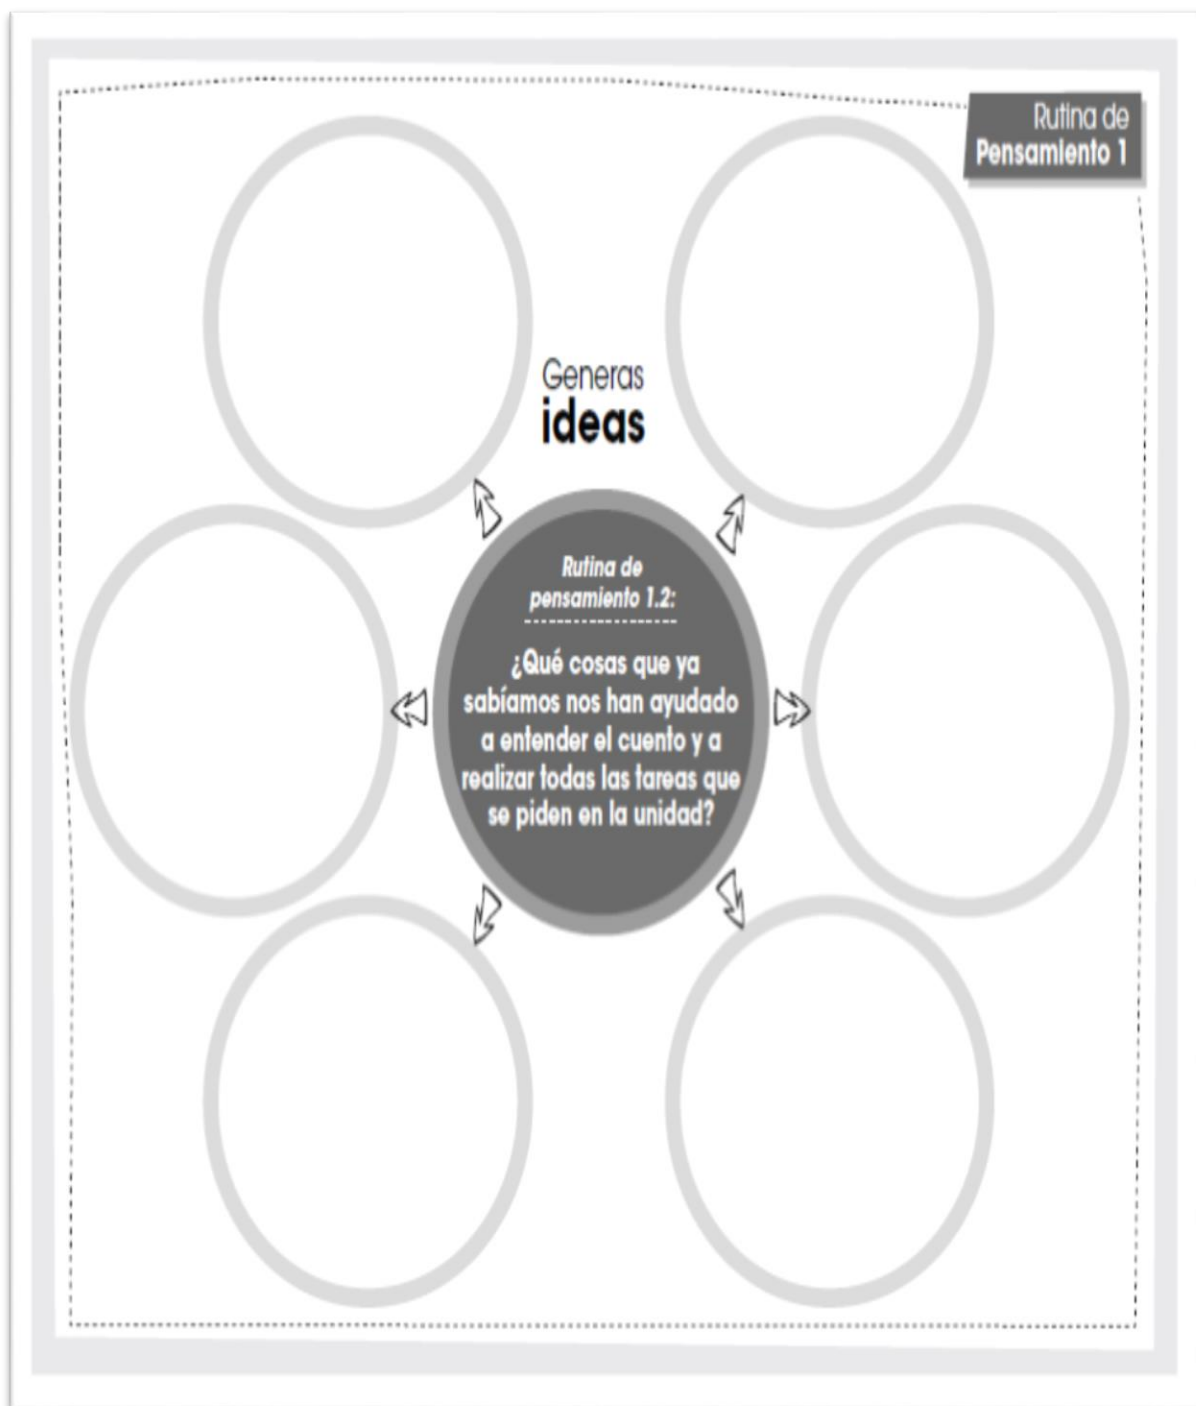 Rutina de
Pensamiento 1
Generas
ideas
Rutina de
pensamiento 1.2:
¿Qué cosas que ya
sabíamos nos han ayudado
a entender el cuento y a
realizar todas las tareas que
se piden en la unidad?